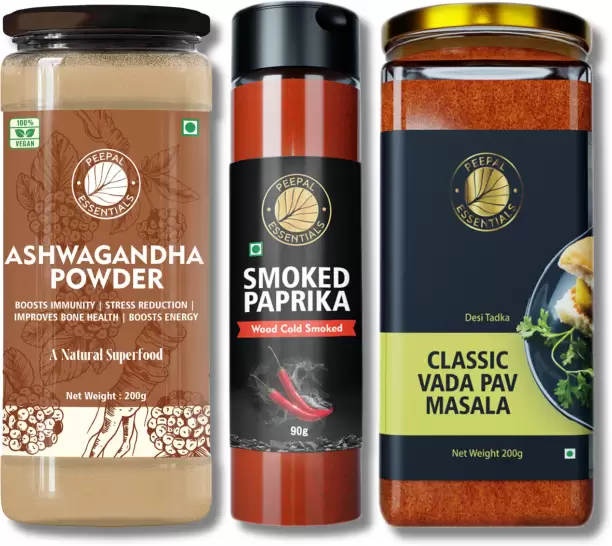 100%
VEGAN
PEEPAL
ESSENTIALS
ASHWAGANDHA
POWDER
BOOSTS IMMUNITY | STRESS REDUCTION |
IMPROVES BONE HEALTH | BOOSTS ENERGY
A Natural Superfood
Net Weight : 200g
PEEPAL
ESSENTIALS
SMOKED
PAPRIKA
Wood Cold Smoked
90g
PEEPAL
ESSENTIALS
Desi Tadka
CLASSIC
VADA PAV
MASALA
Net Weight 200g